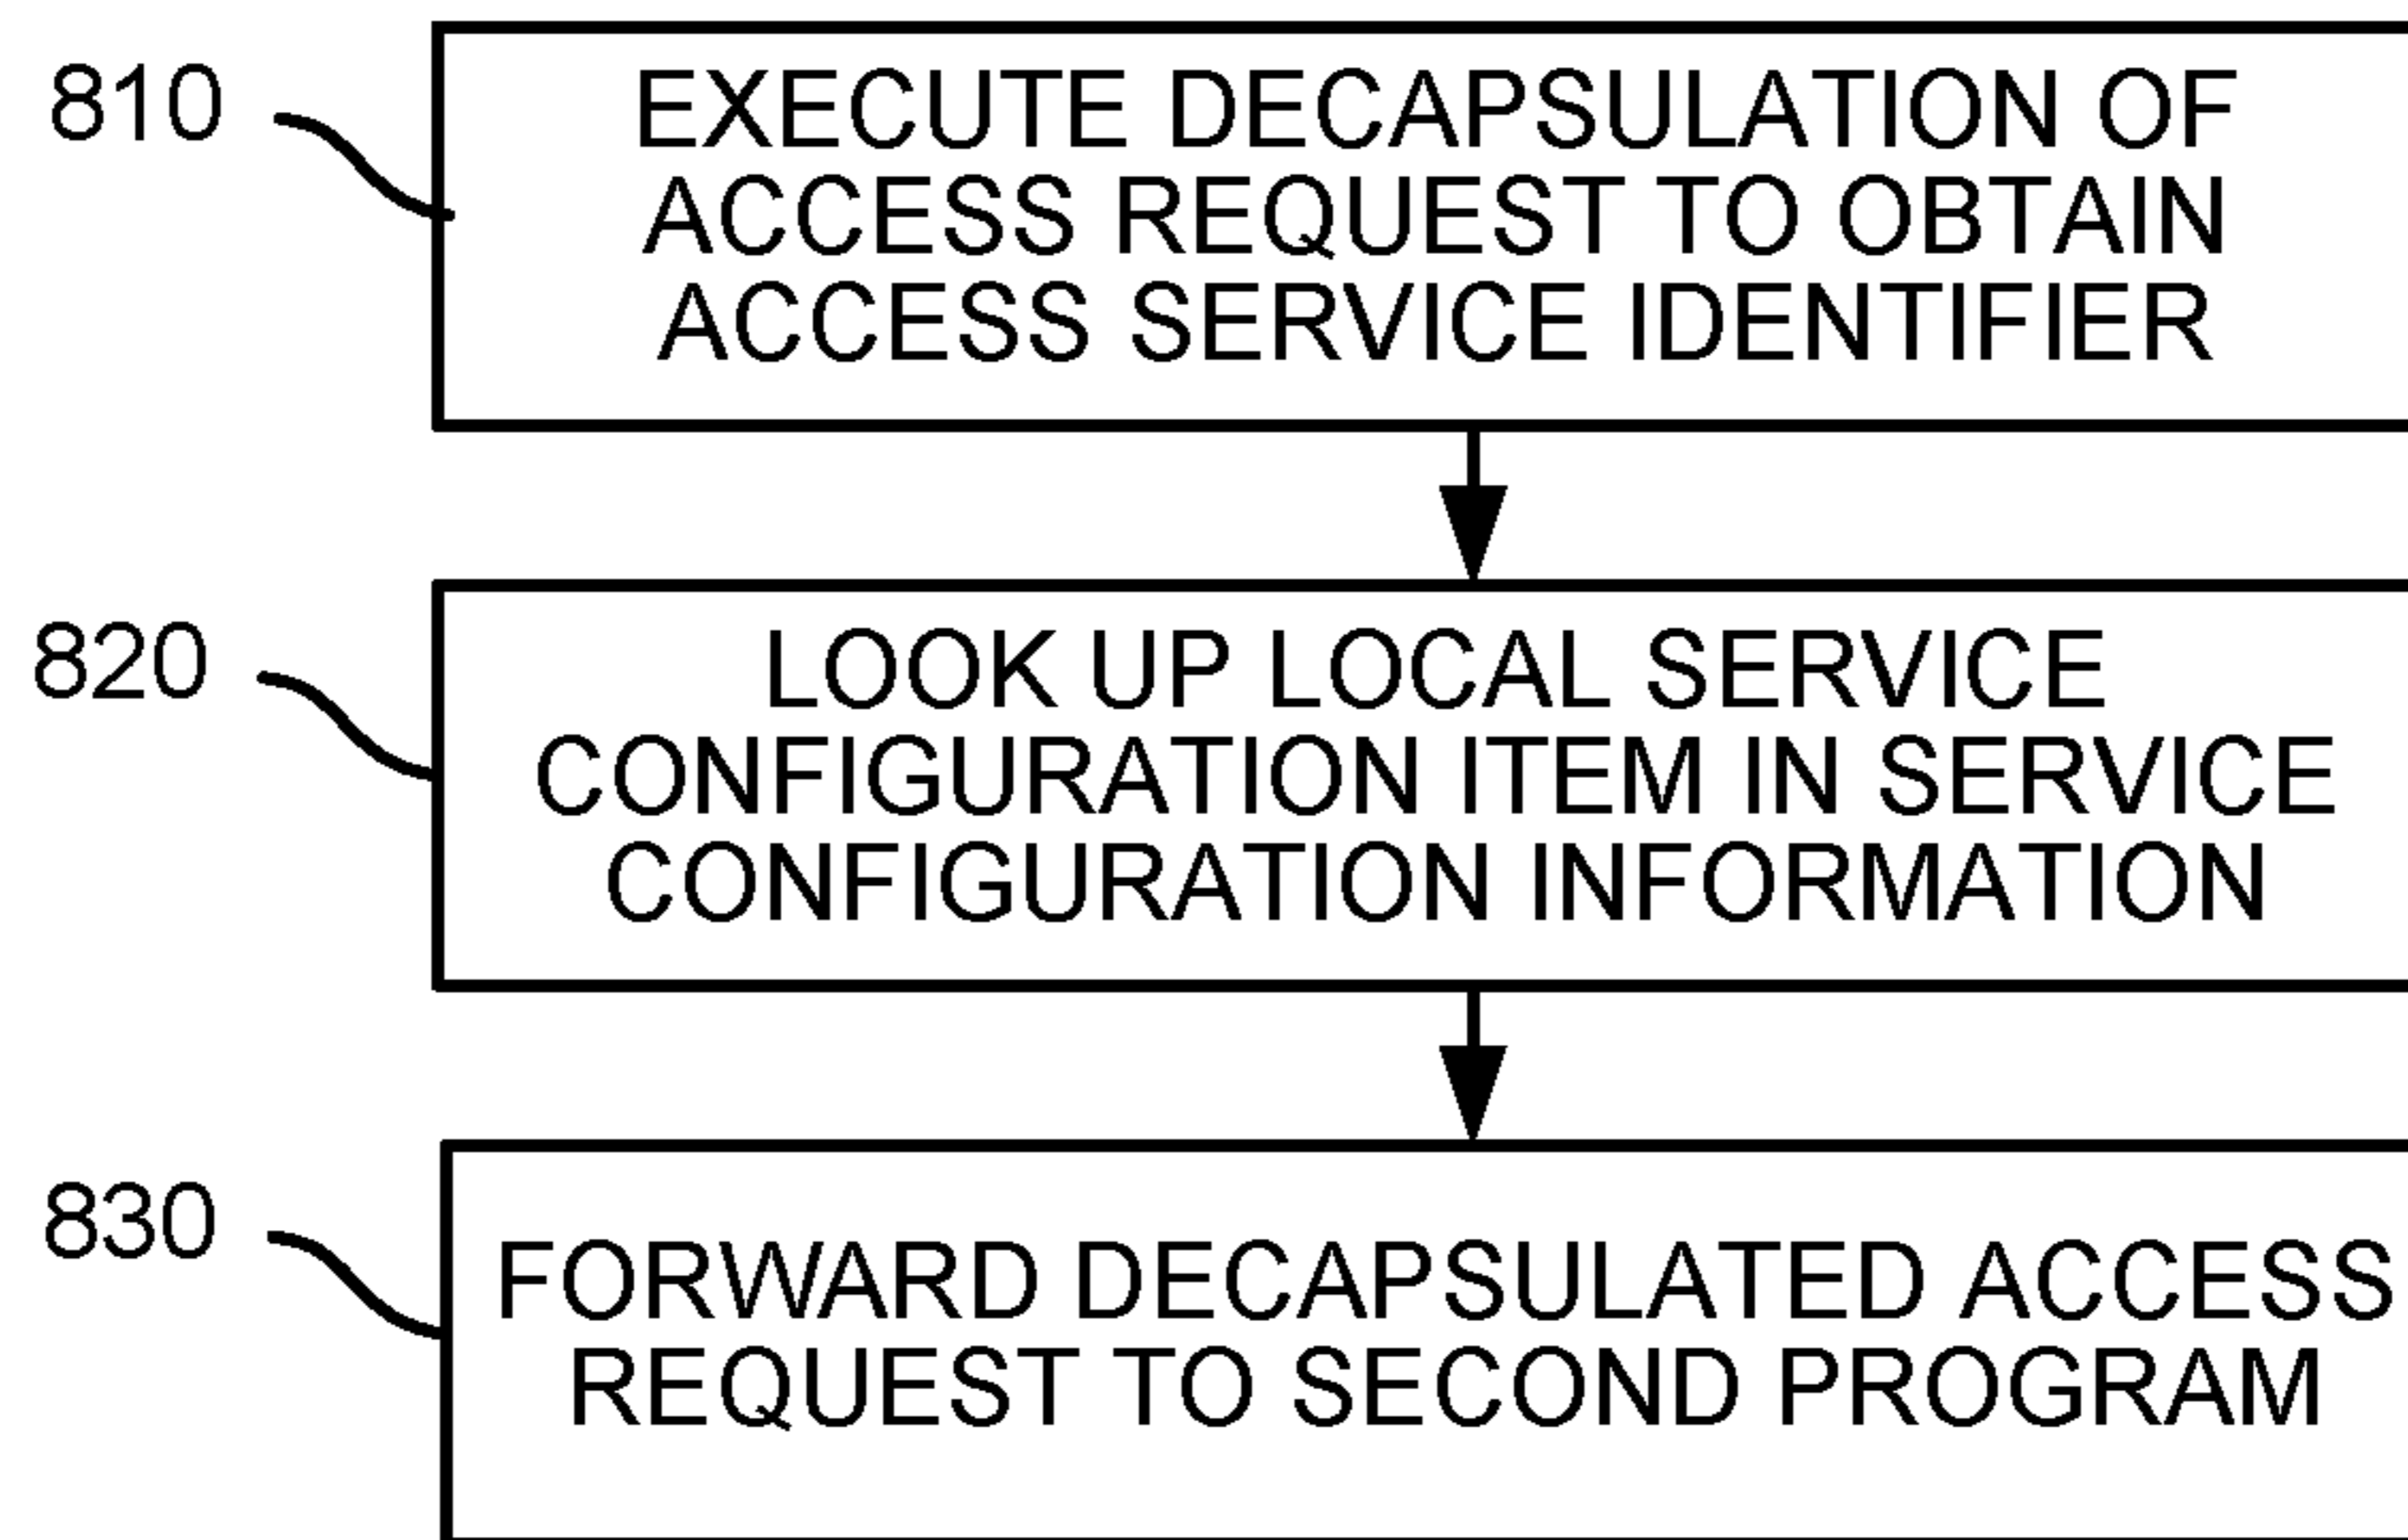 810
EXECUTE DECAPSULATION OF
ACCESS REQUEST TO OBTAIN
ACCESS SERVICE IDENTIFIER
820
LOOK UP LOCAL SERVICE
CONFIGURATION ITEM IN SERVICE
CONFIGURATION INFORMATION
830
FORWARD DECAPSULATED ACCESS
REQUEST TO SECOND PROGRAM